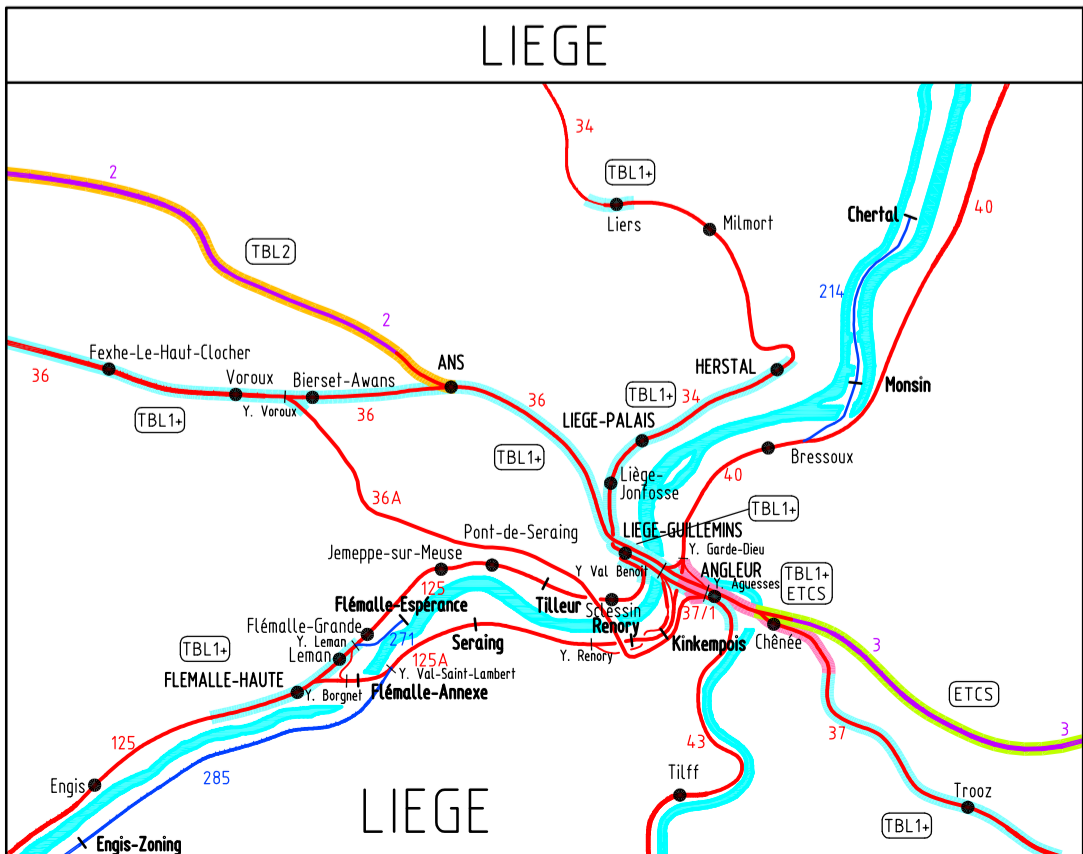 LIEGE
34
2
TBL1+
Liers
Milmort
Chertal
40
TBL2
214
2
Fexhe-Le-Haut-Clocher
36
Voroux
Bierset-Awans
ANS
Y. Voroux
36
TBL1+
36
HERSTAL
TBL1+
34
Monsin
LIEGE-PALAIS
TBL1+
Bressoux
Liège-
Jonfosse
40
36A
TBL1+
Pont-de-Seraing
LIEGE-GUILLEMINS
Y. Garde-Dieu
Jemeppe-sur-Meuse
Y Val Benoit
ANGLEUR
TBL1+
ETCS
Y. Aguesses
125
Tilleur
Sclessin
37/1
Flémalle-Espérance
Renory
Kinkempois
Chênée
Flémalle-Grande
Y. Leman
271
Seraing
Y. Renory
3
TBL1+
Leman
125A
Y. Val-Saint-Lambert
FLEMALLE-HAUTE
Y. Borgnet
Flémalle-Annexe
ETCS
125
43
37
3
Engis
285
Tilff
Trooz
LIEGE
TBL1+
Engis-Zoning